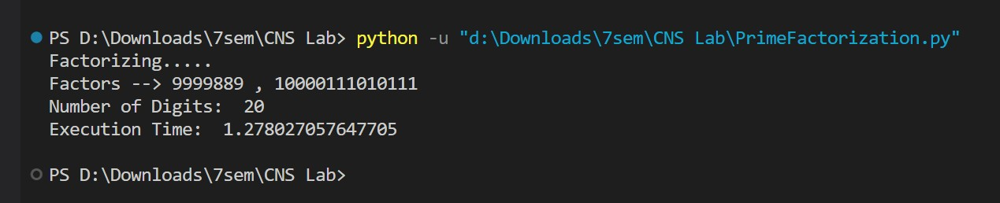 PS D:\Downloads\7sem\CNS Lab> python -u "d:\Downloads\7sem\CNS Lab\PrimeFactorization.py"
Factorizing.....
Factors --> 9999889 , 10000111010111
Number of Digits:  20
Execution Time:  1.278027057647705
PS D:\Downloads\7sem\CNS Lab>